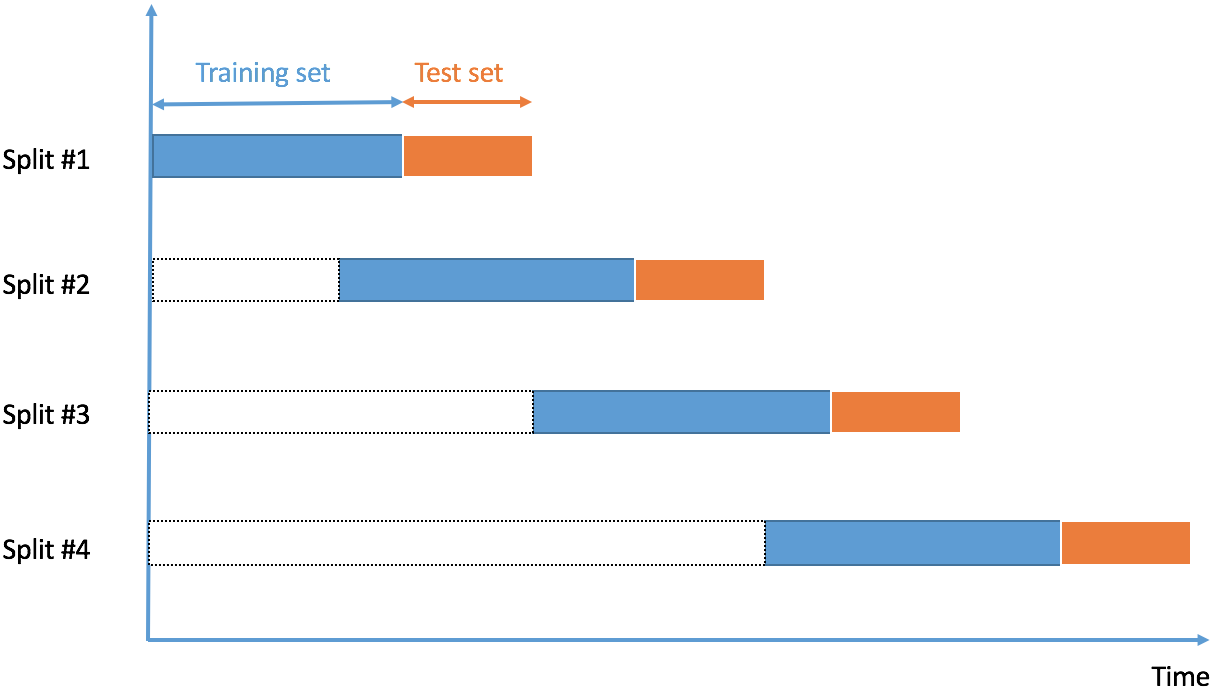 Training set
Test set
Split #1
Split #2
Split #3
Split #4
Time